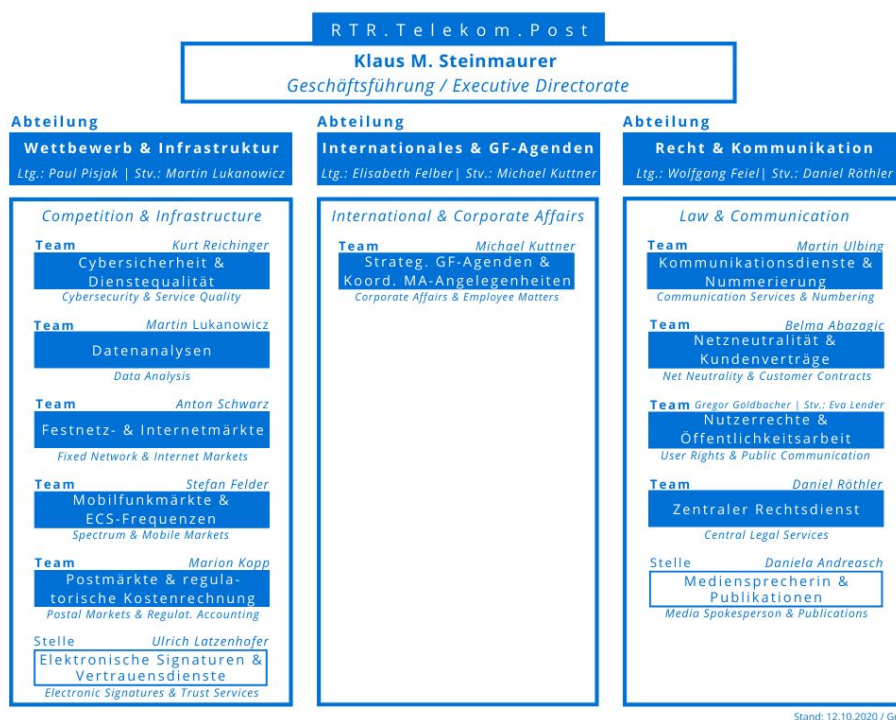 RTR.Telekom.Post
Klaus M. Steinmaurer
Geschäftsführung / Executive Directorate
Abteilung
Wettbewerb & Infrastruktur
Ltg.: Paul Pisjak | Stv.: Martin Lukanowicz
Competition & Infrastructure
Team Kurt Reichinger
Cybersicherheit &
Dienstequalität
Cybersecurity & Service Quality
Team Martin Lukanowicz
Datenanalysen
Data Analysis
Team Anton Schwarz
Festnetz- & Internetmärkte
Fixed Network & Internet Markets
Team Stefan Felder
Mobilfunkmärkte &
ECS-Frequenzen
Spectrum & Mobile Markets
Team Marion Kopp
Postmärkte & regula-
torische Kostenrechnung
Postal Markets & Regulat. Accounting
Stelle Ulrich Latzenhofer
Elektronische Signaturen &
Vertrauensdienste
Electronic Signatures & Trust Services
Abteilung
Internationales & GF-Agenden
Ltg.: Elisabeth Felber| Stv.: Michael Kuttner
International & Corporate Affairs
Team Michael Kuttner
Strateg. GF-Agenden &
Koord. MA-Angelegenheiten
Corporate Affairs & Employee Matters
Abteilung
Recht & Kommunikation
Ltg.: Wolfgang Feiel| Stv.: Daniel Röthler
Law & Communication
Team Martin Ulbing
Kommunikationsdienste &
Nummerierung
Communication Services & Numbering
Team Belma Abazagic
Netzneutralität &
Kundenverträge
Net Neutrality & Customer Contracts
Team Gregor Goldbacher | Stv.: Eva Lender
Nutzerrechte &
Öffentlichkeitsarbeit
User Rights & Public Communication
Team Daniel Röthler
Zentraler Rechtsdienst
Central Legal Services
Stelle Daniela Andreasch
Mediensprecherin &
Publikationen
Media Spokesperson & Publications
Stand: 12.10.2020 /